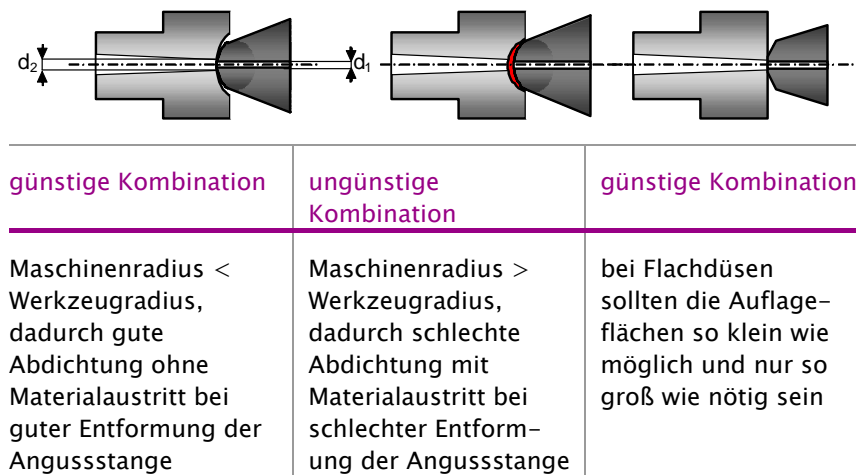 d₂
d₁
günstige Kombination
ungünstige
Kombination
günstige Kombination
Maschinenradius <
Werkzeugradius,
dadurch gute
Abdichtung ohne
Materialaustritt bei
guter Entformung der
Angussstange
Maschinenradius >
Werkzeugradius,
dadurch schlechte
Abdichtung mit
Materialaustritt bei
schlechter Entform-
ung der Angussstange
bei Flachdüsen
sollten die Auflage-
flächen so klein wie
möglich und nur so
groß wie nötig sein